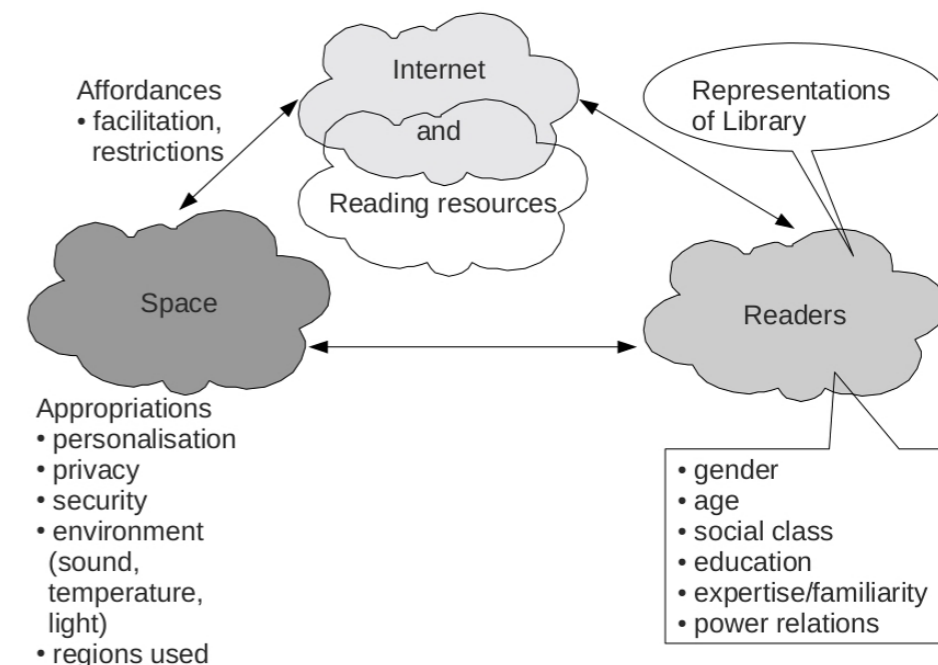 Internet
and
Reading resources
Affordances
• facilitation,
restrictions
Representations
of Library
Space
Readers
Appropriations
• personalisation
• privacy
• security
• environment
(sound,
temperature,
light)
• regions used
• gender
• age
• social class
• education
• expertise/familiarity
• power relations